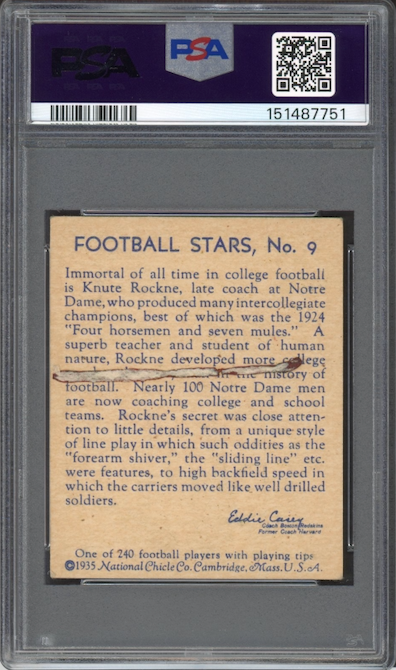 PSA
PSA
151487751
FOOTBALL STARS, No. 9
Immortal of all time in college football
is Knute Rockne, late coach at Notre
Dame, who produced many intercollegiate
champions, best of which was the 1924
"Four horsemen and seven mules." A
superb teacher and student of human
nature, Rockne developed more college
in the history of
football. Nearly 100 Notre Dame men
are now coaching college and school
teams. Rockne's secret was close atten-
tion to little details, from a unique style
of line play in which such oddities as the
"forearm shiver," the "sliding line" etc.
were features, to high backfield speed in
which the carriers moved like well drilled
soldiers.
Eddie Casey
Coach Boston Redskins
Former Coach Harvard
One of 240 football players with playing tips
©1935 National Chicle Co. Cambridge, Mass. U.S.A.